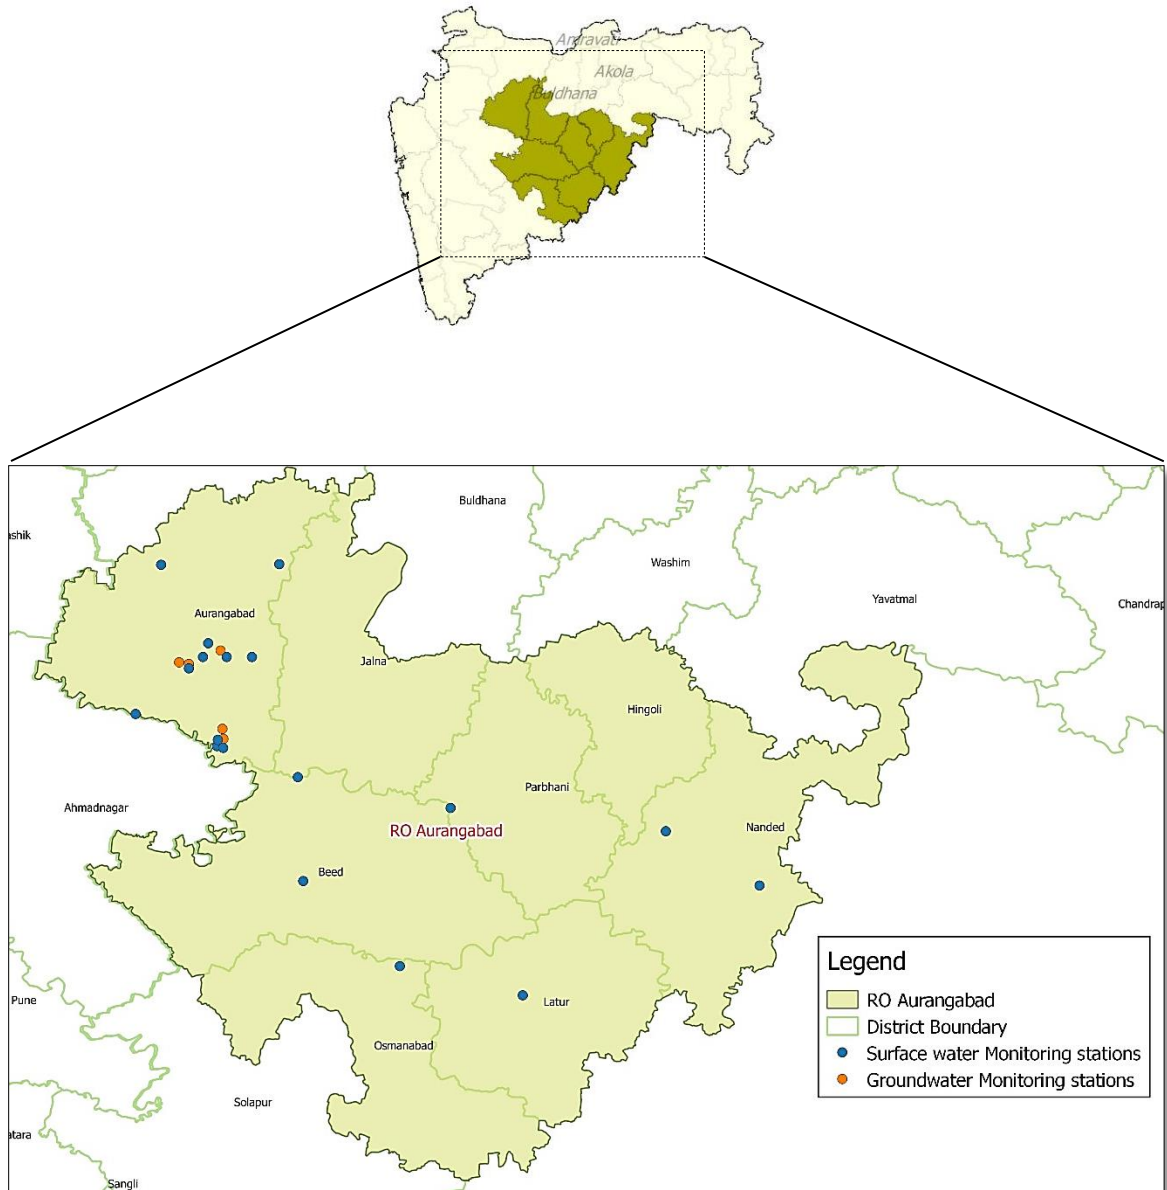 Amravati
Akola
Buldhana
Buldhana
ashik
Washim
Yavatmal
Chandrap
Aurangabad
Jalna
Hingoli
Parbhani
Ahmadnagar
Nanded
RO Aurangabad
Beed
Legend
RO Aurangabad
District Boundary
Surface water Monitoring stations
Groundwater Monitoring stations
Pune
Latur
Osmanabad
Solapur
atara
Sangli